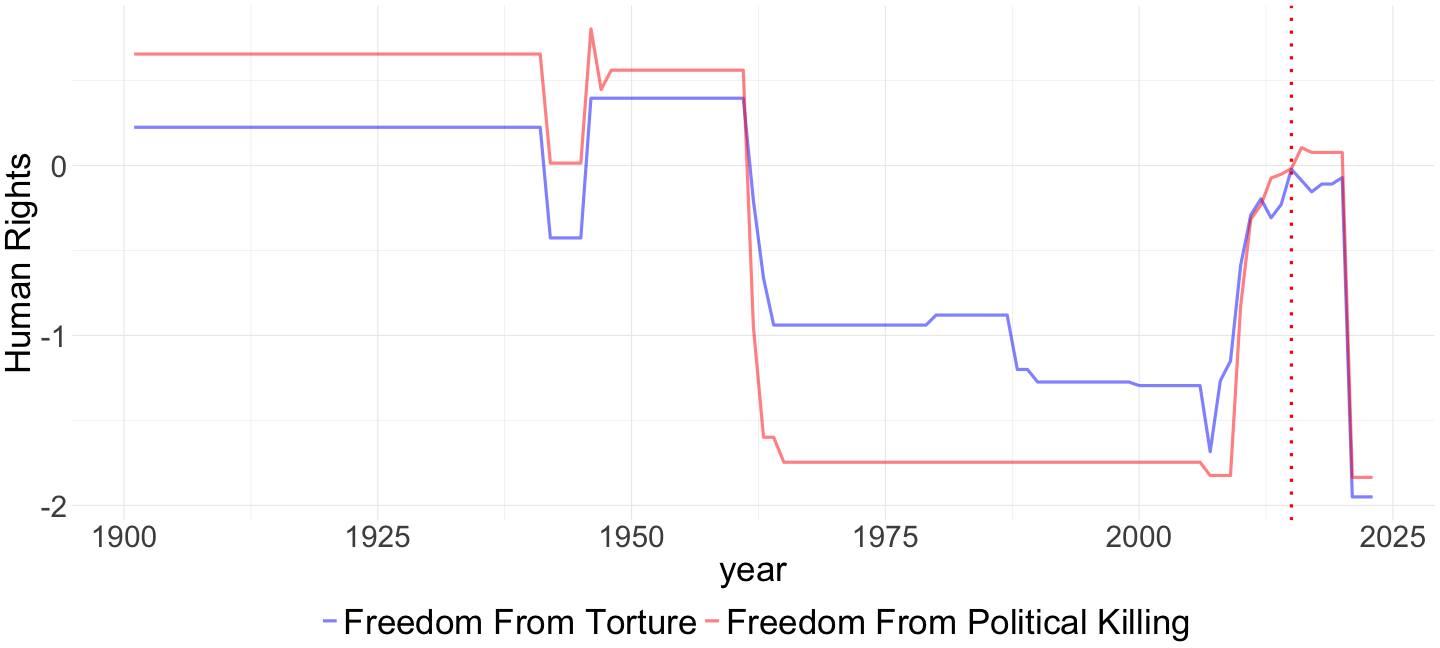 Human Rights
0
-1
-2
1900 1925 1950 1975 2000 2025
year
Freedom From Torture Freedom From Political Killing